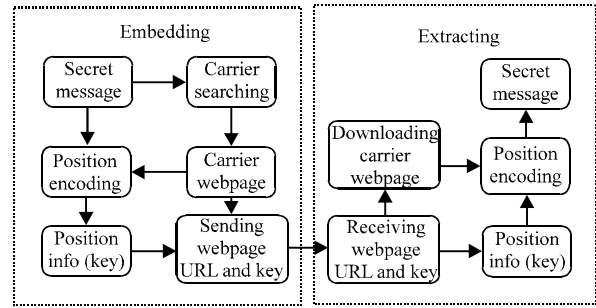 Embedding
Secret
message
Carrier
searching
Position
encoding
Carrier
webpage
Position
info (key)
Sending
webpage
URL and key
Extracting
Secret
message
Downloading
carrier
webpage
Position
encoding
Receiving
webpage
URL and key
Position
info (key)